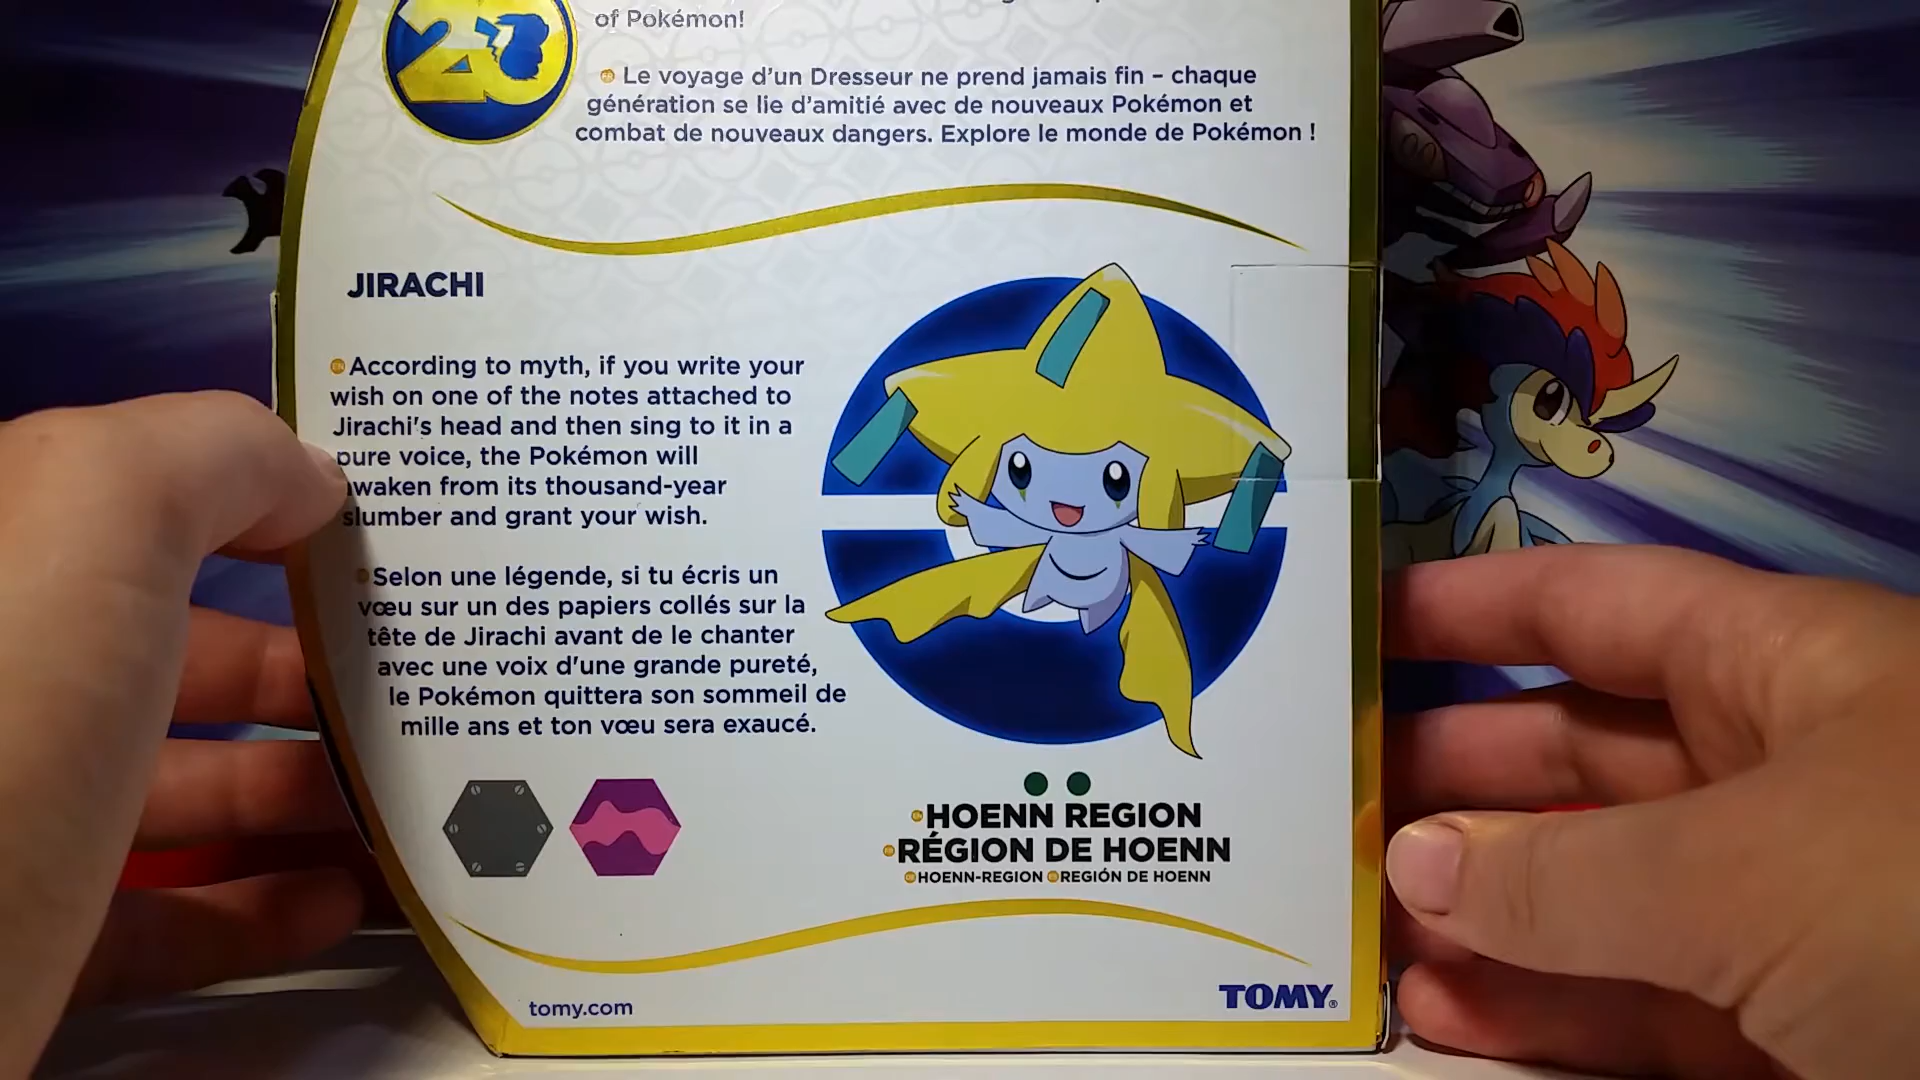 20
of Pokémon!
FR Le voyage d'un Dresseur ne prend jamais fin – chaque
génération se lie d'amitié avec de nouveaux Pokémon et
combat de nouveaux dangers. Explore le monde de Pokémon !
JIRACHI
EN According to myth, if you write your
wish on one of the notes attached to
Jirachi's head and then sing to it in a
pure voice, the Pokémon will
awaken from its thousand-year
slumber and grant your wish.
Selon une légende, si tu écris un
vœu sur un des papiers collés sur la
tête de Jirachi avant de le chanter
avec une voix d'une grande pureté,
le Pokémon quittera son sommeil de
mille ans et ton vœu sera exaucé.
HOENN REGION
RÉGION DE HOENN
HOENN-REGION REGIÓN DE HOENN
tomy.com
TOMY®